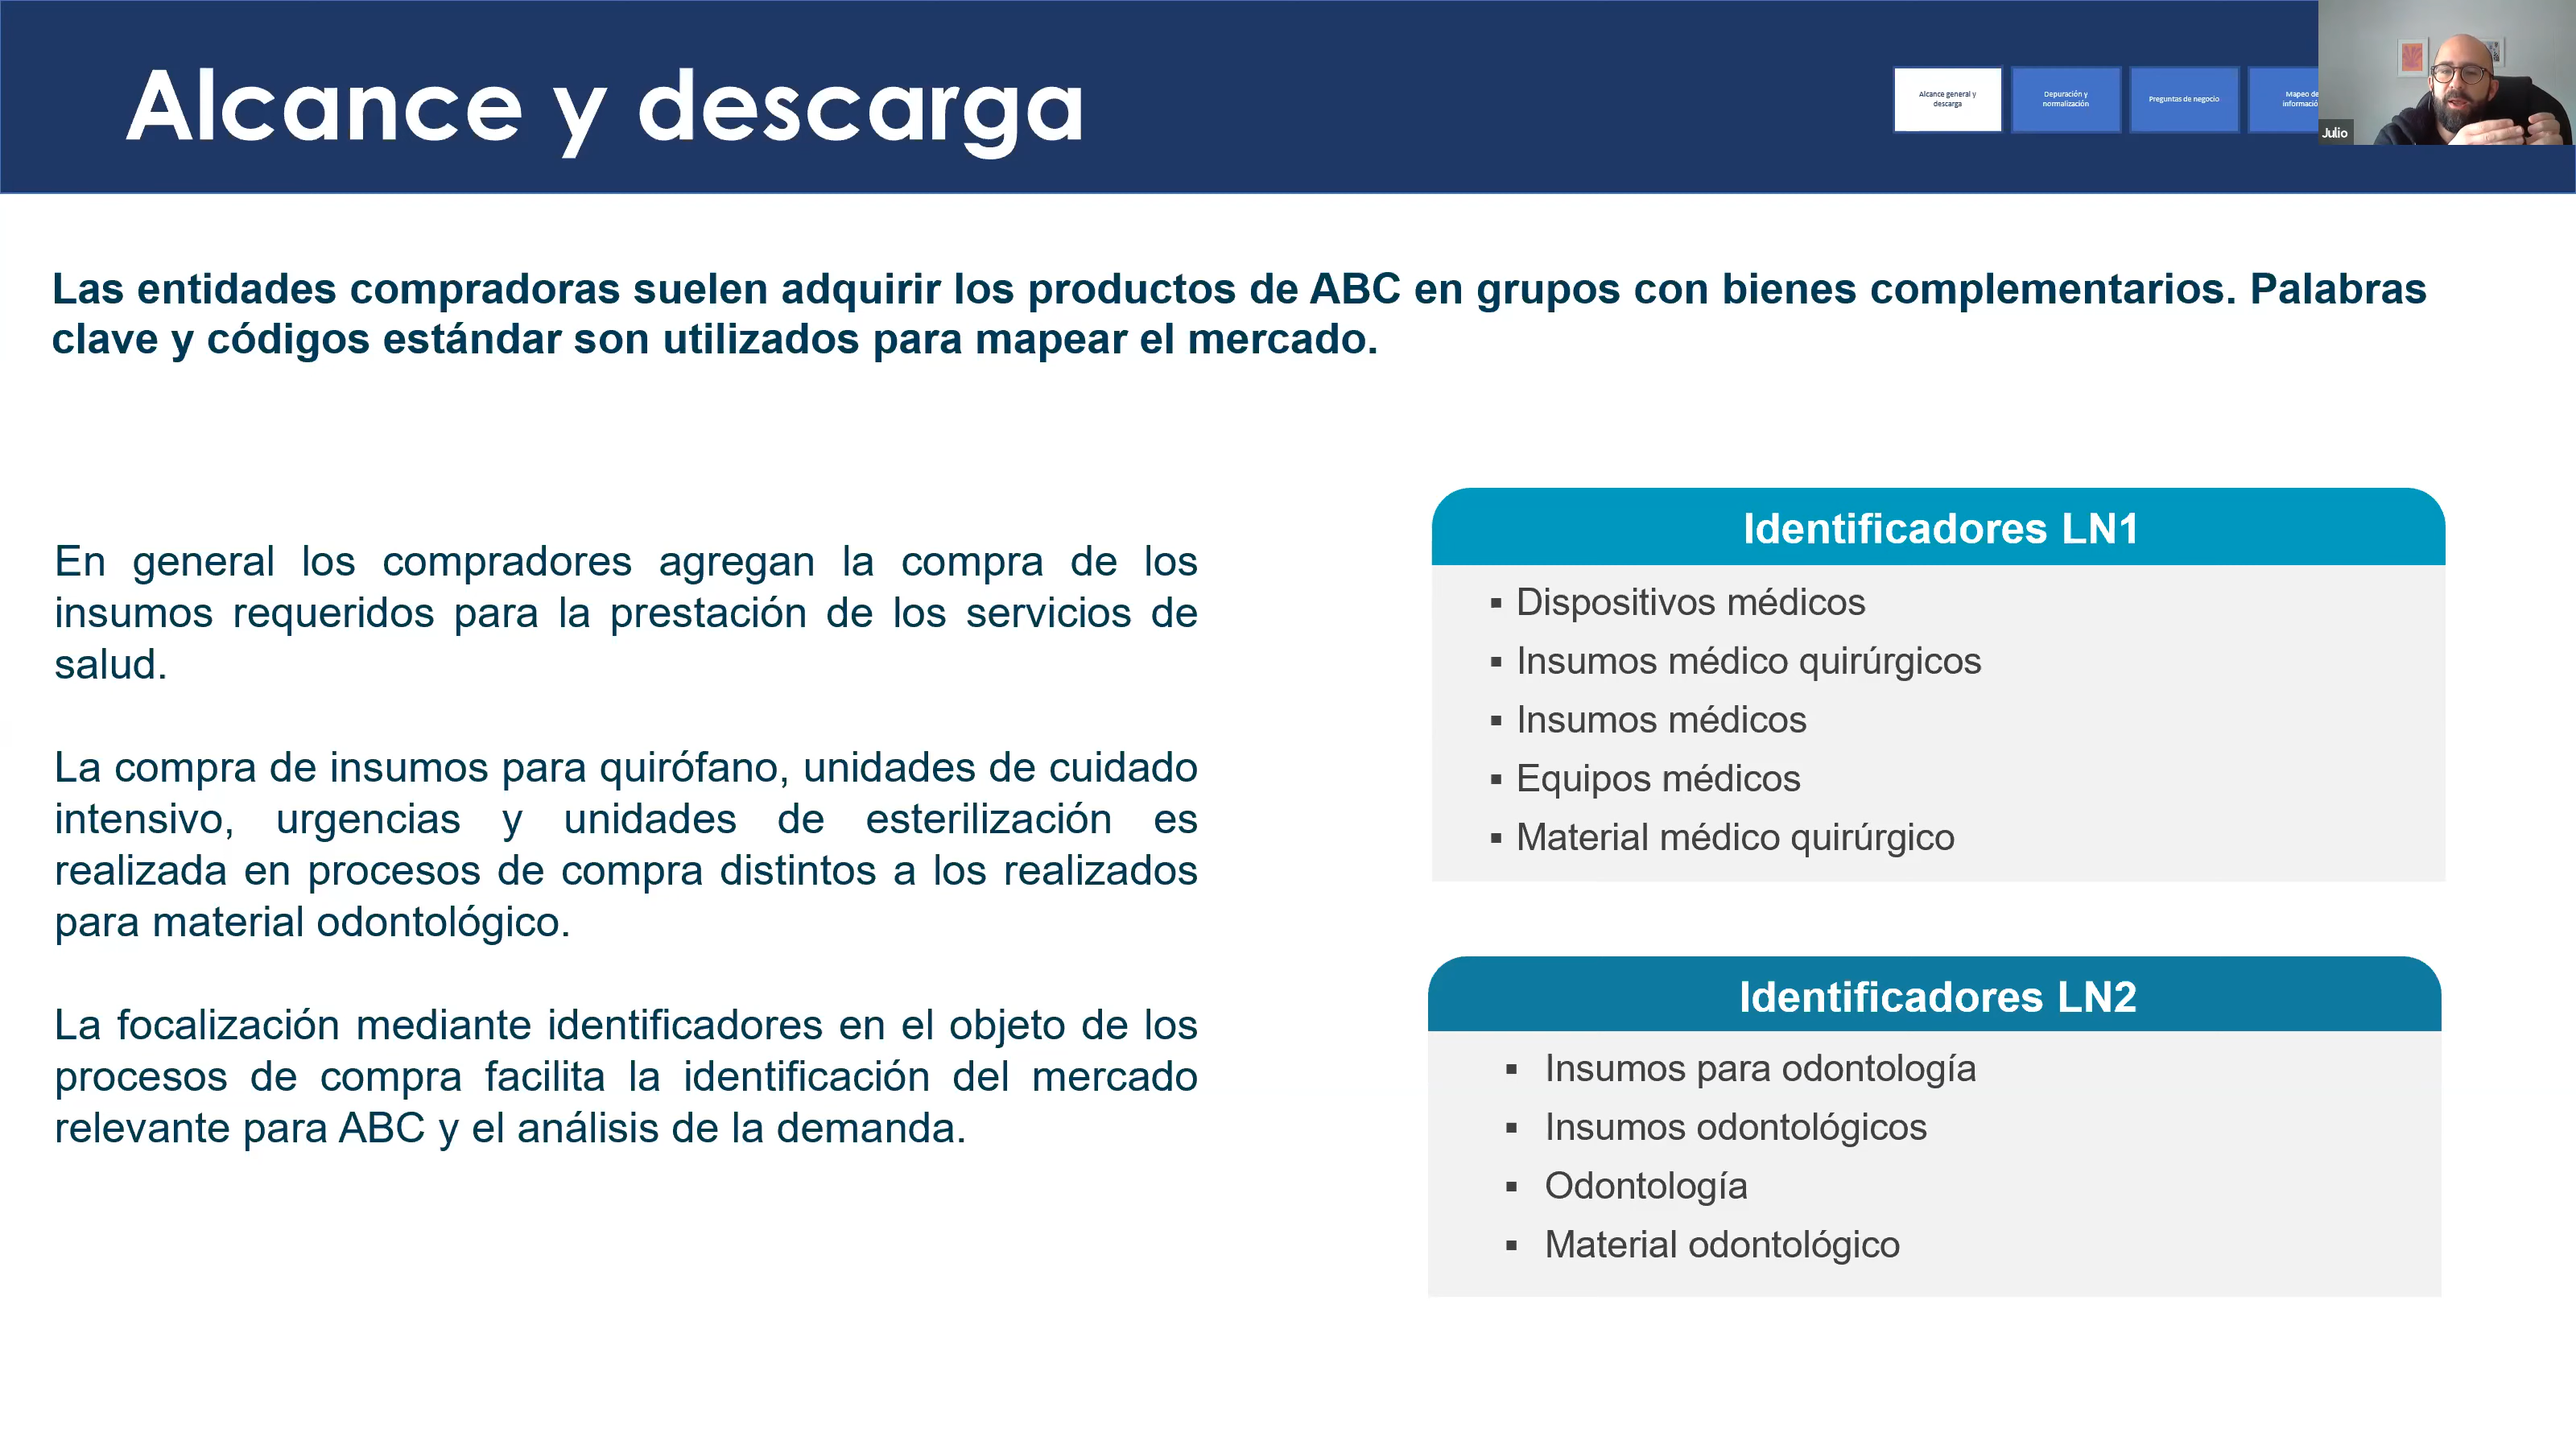 Alcance y descarga
Alcance general y
descarga
Depuración y
normalización
Preguntas de negocio
Mapeo de
Julio
Las entidades compradoras suelen adquirir los productos de ABC en grupos con bienes complementarios. Palabras
clave y códigos estándar son utilizados para mapear el mercado.
En general los compradores agregan la compra de los
insumos requeridos para la prestación de los servicios de
salud.
La compra de insumos para quirófano, unidades de cuidado
intensivo, urgencias y unidades de esterilización es
realizada en procesos de compra distintos a los realizados
para material odontológico.
La focalización mediante identificadores en el objeto de los
procesos de compra facilita la identificación del mercado
relevante para ABC y el análisis de la demanda.
Identificadores LN1
▪ Dispositivos médicos
▪ Insumos médico quirúrgicos
▪ Insumos médicos
▪ Equipos médicos
▪ Material médico quirúrgico
Identificadores LN2
▪ Insumos para odontología
▪ Insumos odontológicos
▪ Odontología
▪ Material odontológico